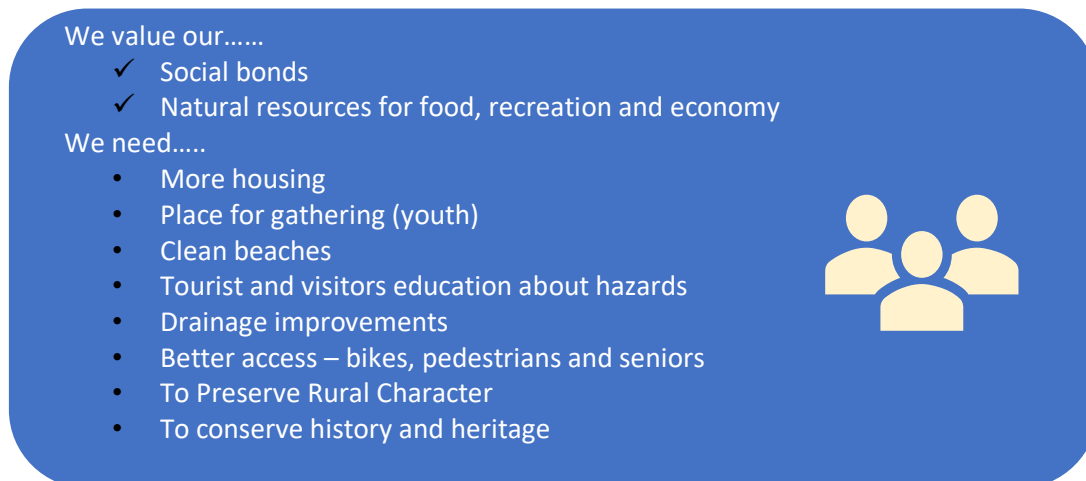 We value our……
✓ Social bonds
✓ Natural resources for food, recreation and economy
We need…..
• More housing
• Place for gathering (youth)
• Clean beaches
• Tourist and visitors education about hazards
• Drainage improvements
• Better access – bikes, pedestrians and seniors
• To Preserve Rural Character
• To conserve history and heritage